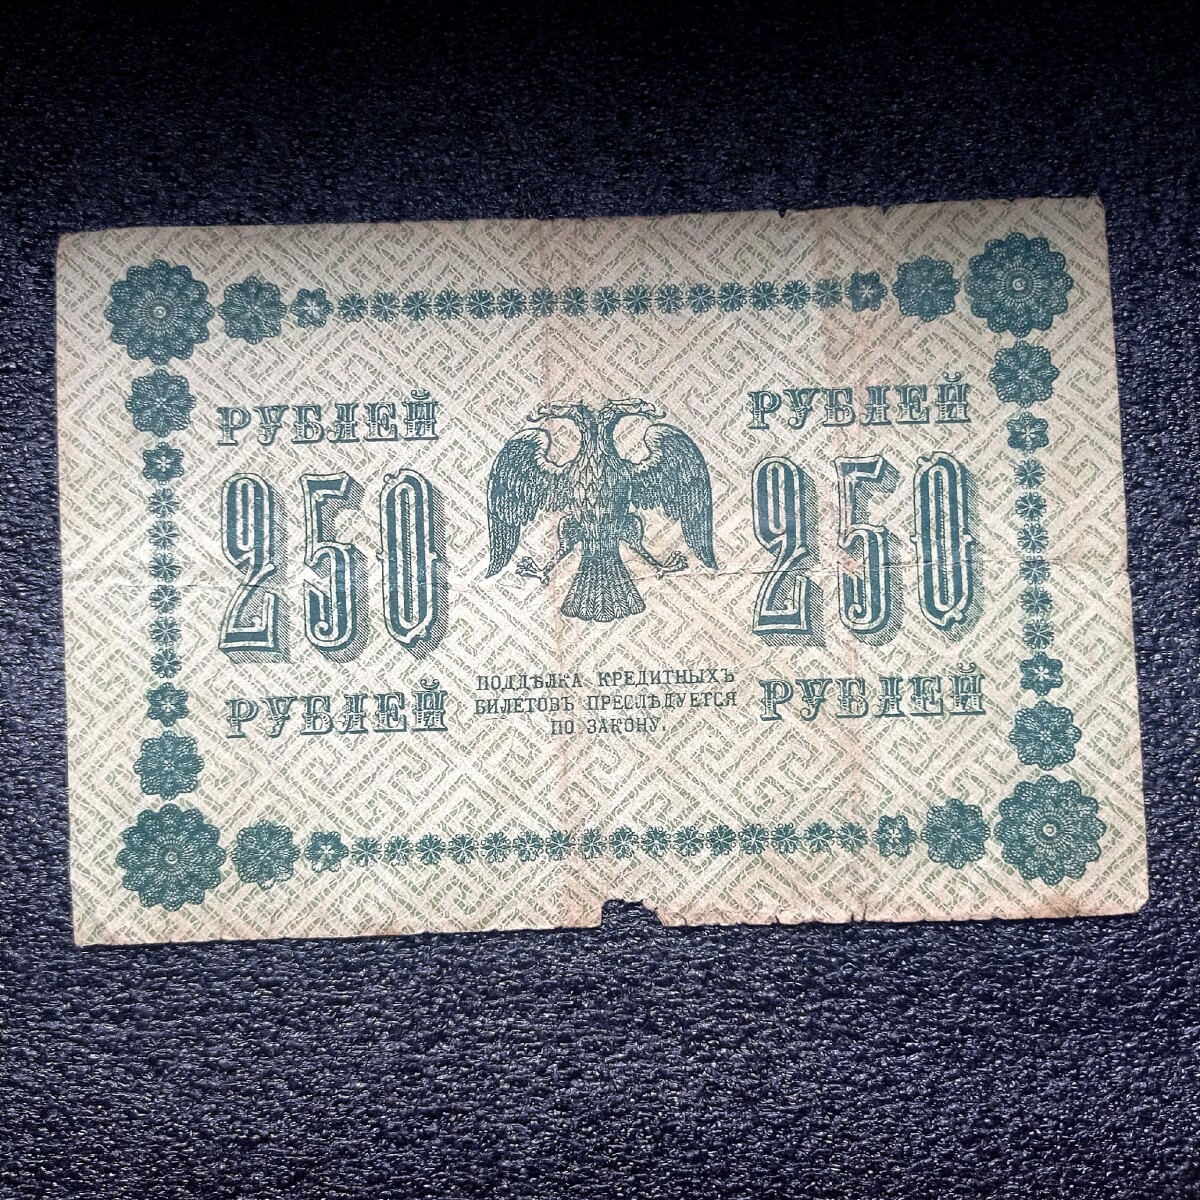 РУБЛЕЙ
250
РУБЛЕЙ
РУБЛЕЙ
250
РУБЛЕЙ
ПОДДѢЛКА КРЕДИТНЫХЪ
БИЛЕТОВЪ ПРЕСЛѢДУЕТСЯ
ПО ЗАКОНУ.